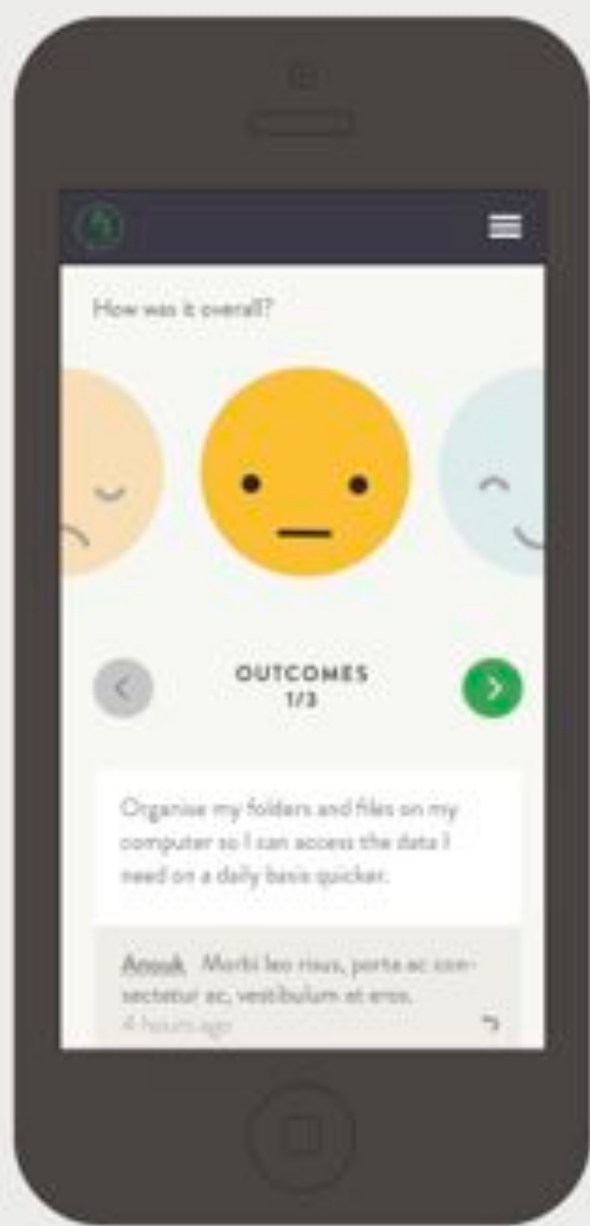 How was it overall?
OUTCOMES
1/3
Organise my folders and files on my
computer so I can access the data I
need on a daily basis quicker.
Anouk Morbi leo risus, porta ac con-
sectetur ac, vestibulum at eros.
4 hours ago